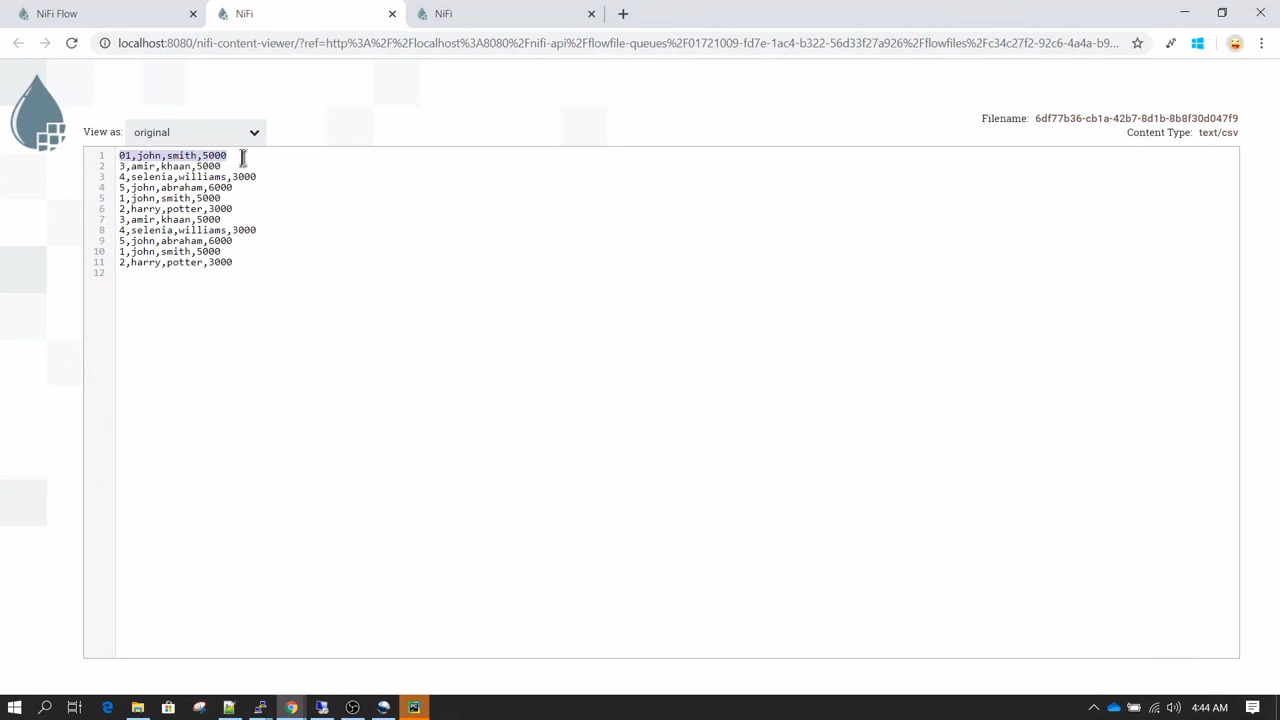 NiFi Flow
NiFi
NiFi
localhost:8080/nifi-content-viewer/?ref=http%3A%2F%2Flocalhost%3A8080%2Fnifi-api%2Fflowfile-queues%2F01721009-fd7e-1ac4-b322-56d33f27a926%2Fflowfiles%2Fc34c27f2-92c6-4a4a-b9...
Filename: 6df77b36-cb1a-42b7-8d1b-8b8f30d047f9
View as: original
Content Type: text/csv
1 01,john,smith,5000
2 3,amir,khaan,5000
3 4,selenia,williams,3000
4 5,john,abraham,6000
5 1,john,smith,5000
6 2,harry,potter,3000
7 3,amir,khaan,5000
8 4,selenia,williams,3000
9 5,john,abraham,6000
10 1,john,smith,5000
11 2,harry,potter,3000
12
4:44 AM